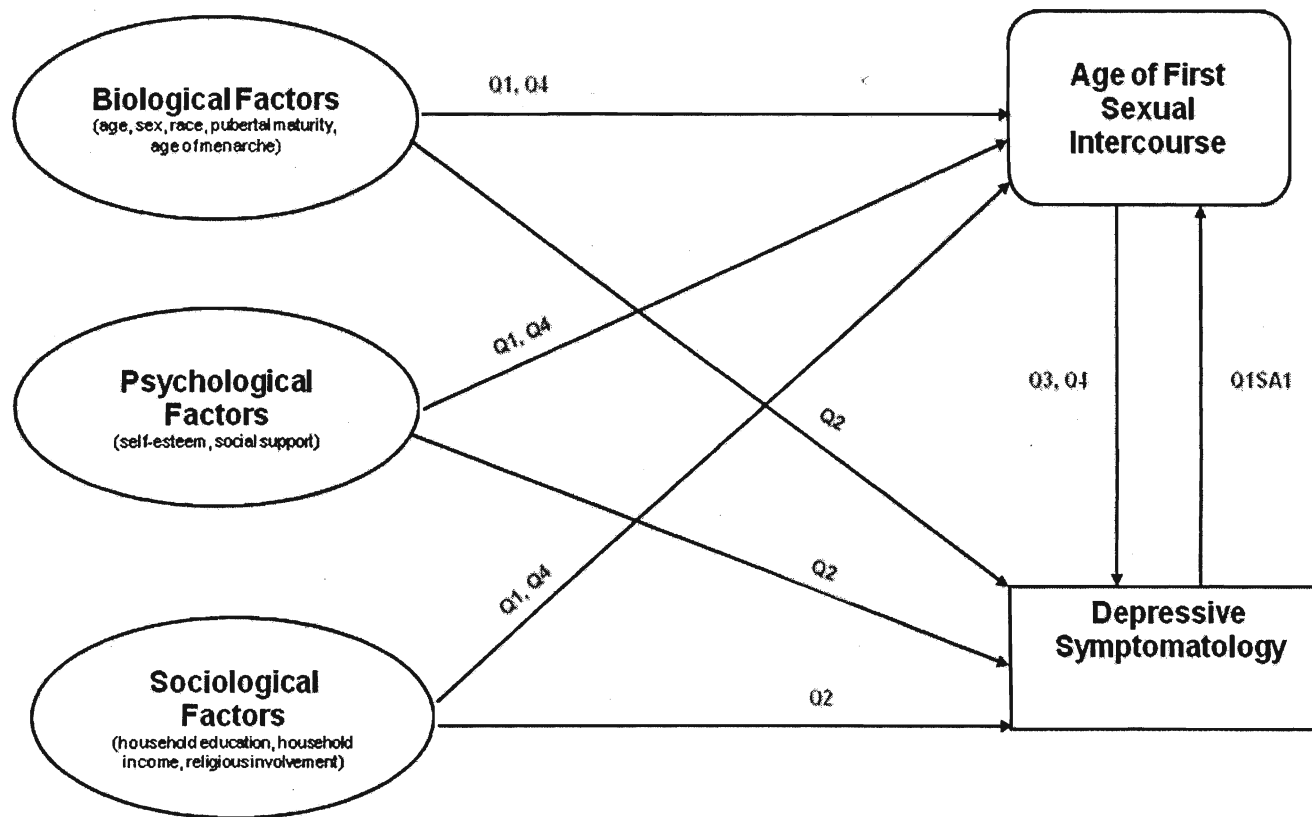 Biological Factors
(age, sex, race, pubertal maturity,
age of menarche)
Q1, Q4
Age of First
Sexual
Intercourse
Psychological
Factors
(self-esteem, social support)
Q1, Q4
Q2
Q3, Q4
Q1SA1
Sociological
Factors
(household education, household
income, religious involvement)
Q1, Q4
Q2
Q2
Depressive
Symptomatology